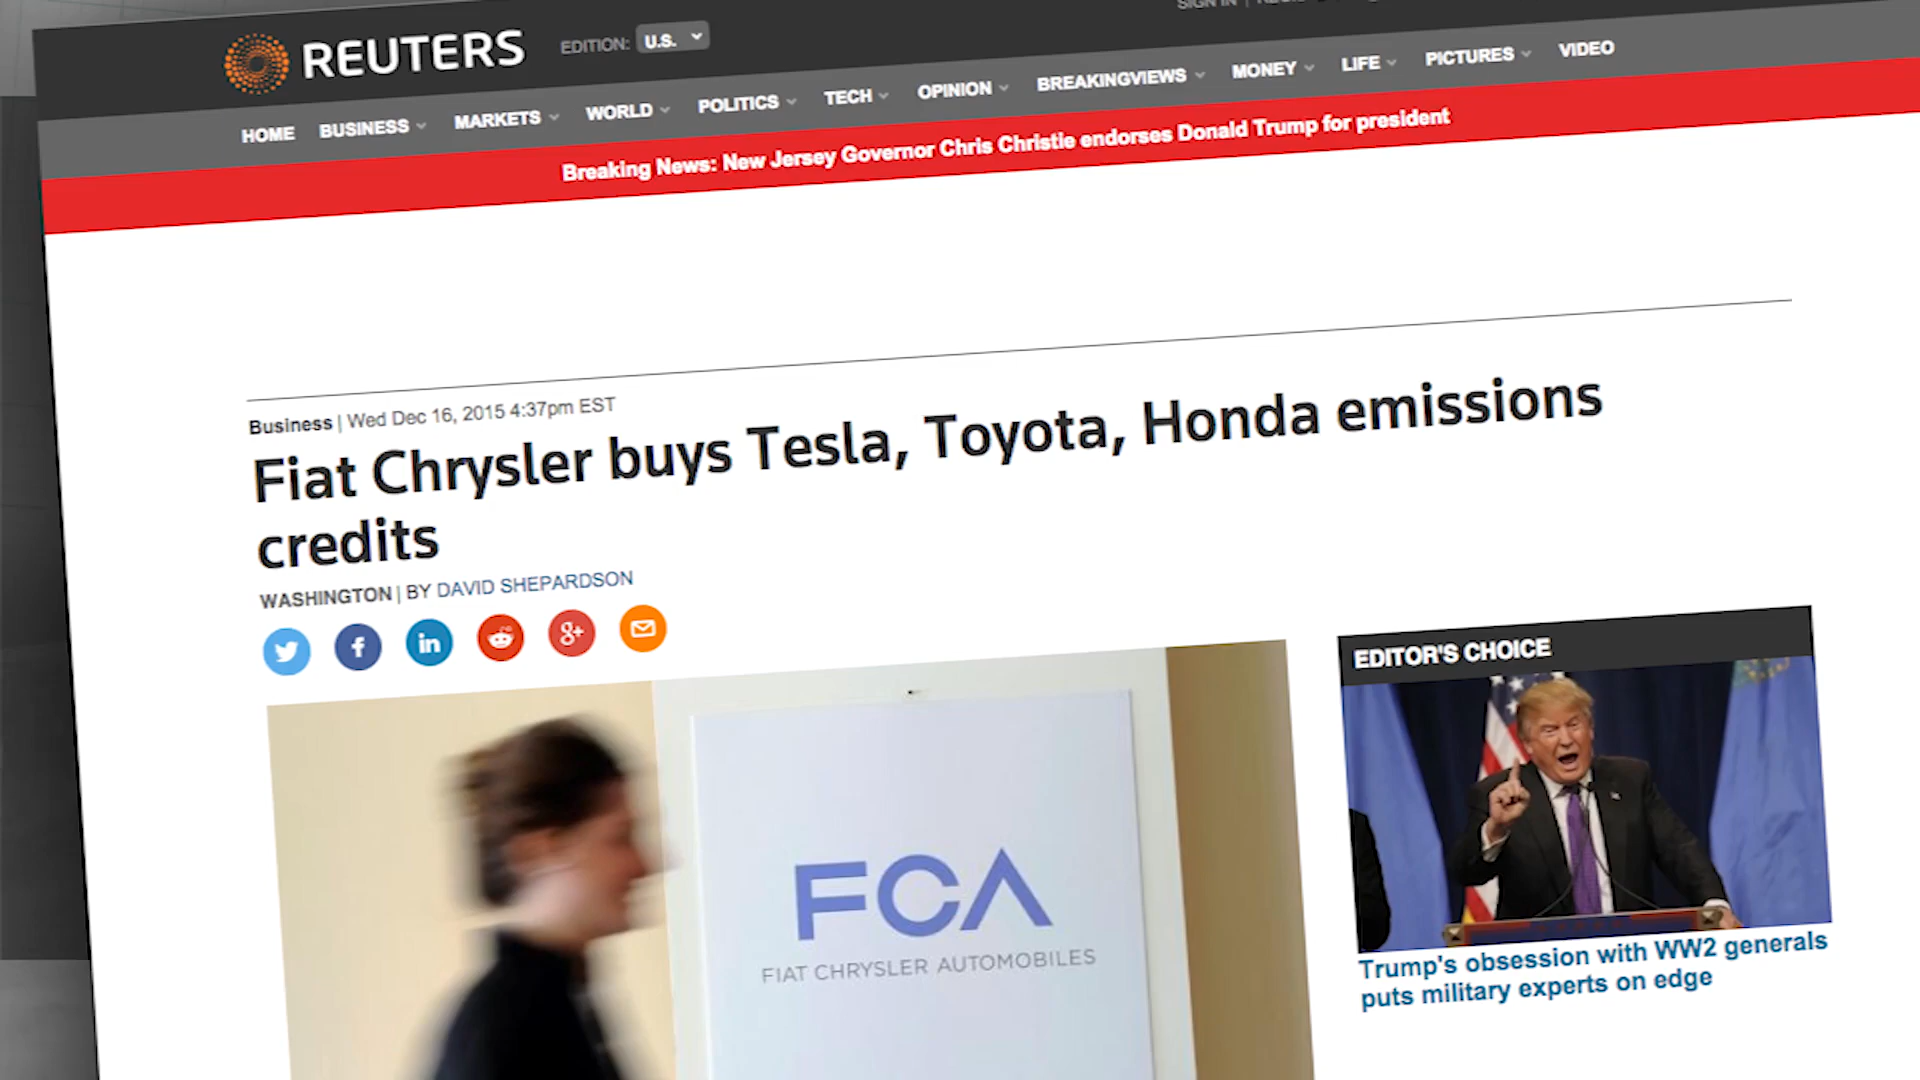 SIGN IN |
REUTERS
EDITION: U.S.
HOME BUSINESS MARKETS WORLD POLITICS TECH OPINION BREAKINGVIEWS MONEY LIFE PICTURES VIDEO
Breaking News: New Jersey Governor Chris Christie endorses Donald Trump for president
Business | Wed Dec 16, 2015 4:37pm EST
Fiat Chrysler buys Tesla, Toyota, Honda emissions
credits
WASHINGTON | BY DAVID SHEPARDSON
f in g+
EDITOR'S CHOICE
FCA
FIAT CHRYSLER AUTOMOBILES
Trump's obsession with WW2 generals
puts military experts on edge